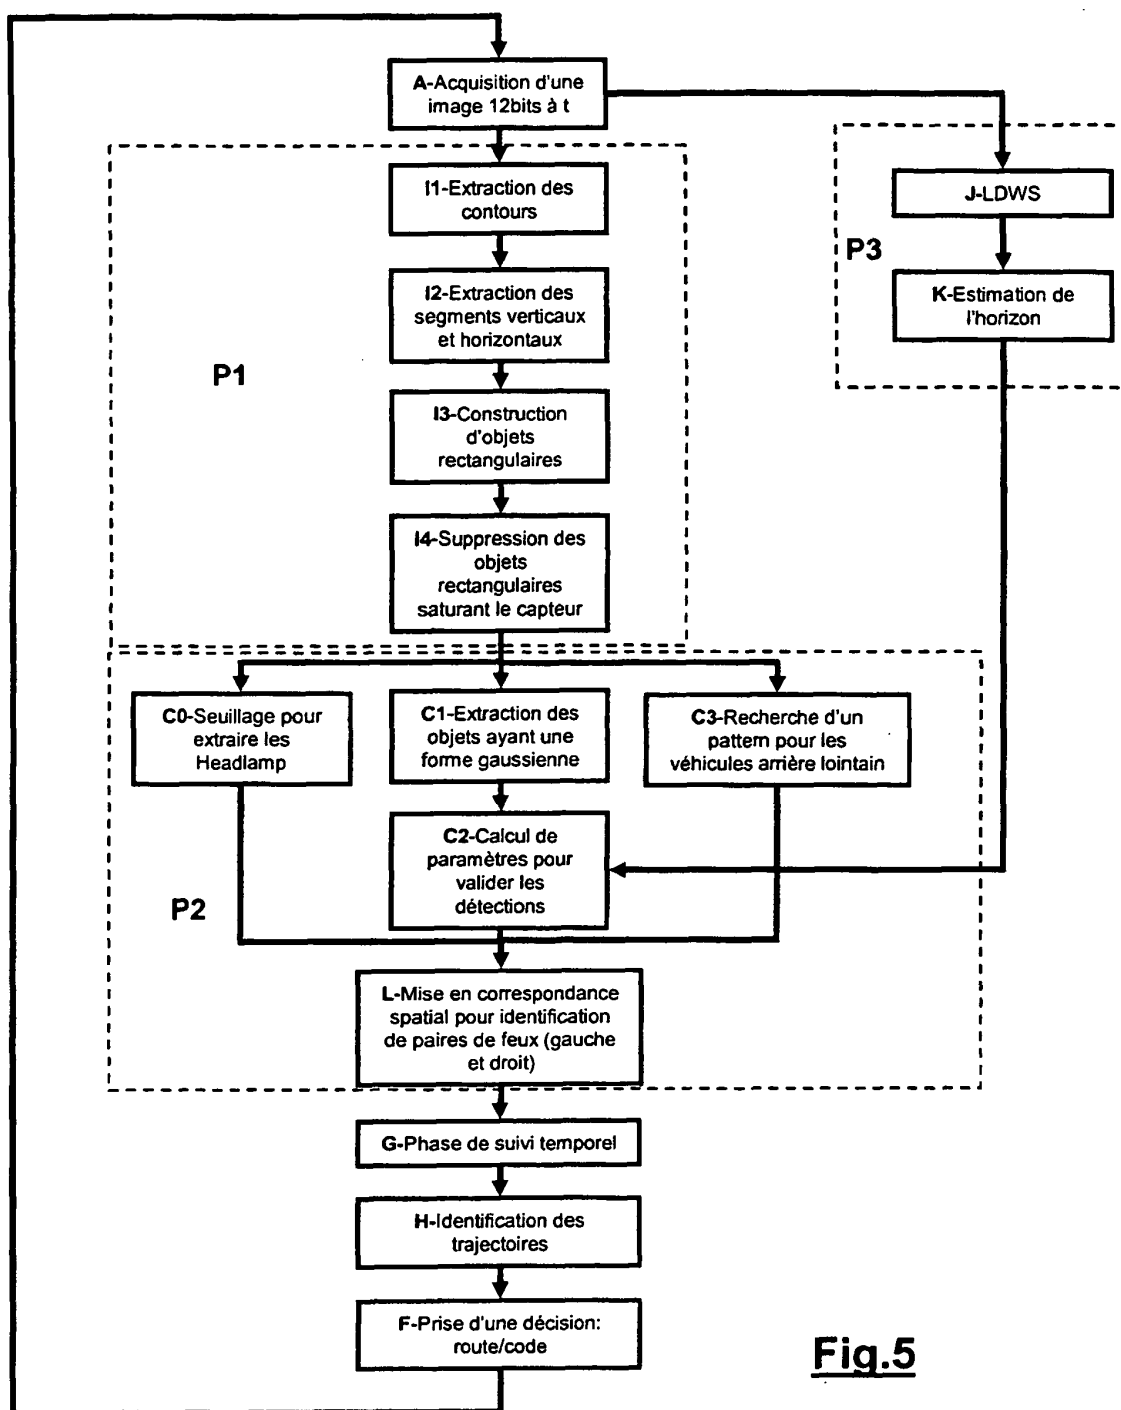 A-Acquisition d'une
image 12bits à t
I1-Extraction des
contours
J-LDWS
P3
I2-Extraction des
segments verticaux
et horizontaux
K-Estimation de
l'horizon
P1
I3-Construction
d'objets
rectangulaires
I4-Suppression des
objets
rectangulaires
saturant le capteur
C0-Seuillage pour
extraire les
Headlamp
C1-Extraction des
objets ayant une
forme gaussienne
C3-Recherche d'un
pattern pour les
véhicules arrière lointain
C2-Calcul de
paramètres pour
valider les
détections
P2
L-Mise en correspondance
spatial pour identification
de paires de feux (gauche
et droit)
G-Phase de suivi temporel
H-Identification des
trajectoires
F-Prise d'une décision:
route/code
Fig.5